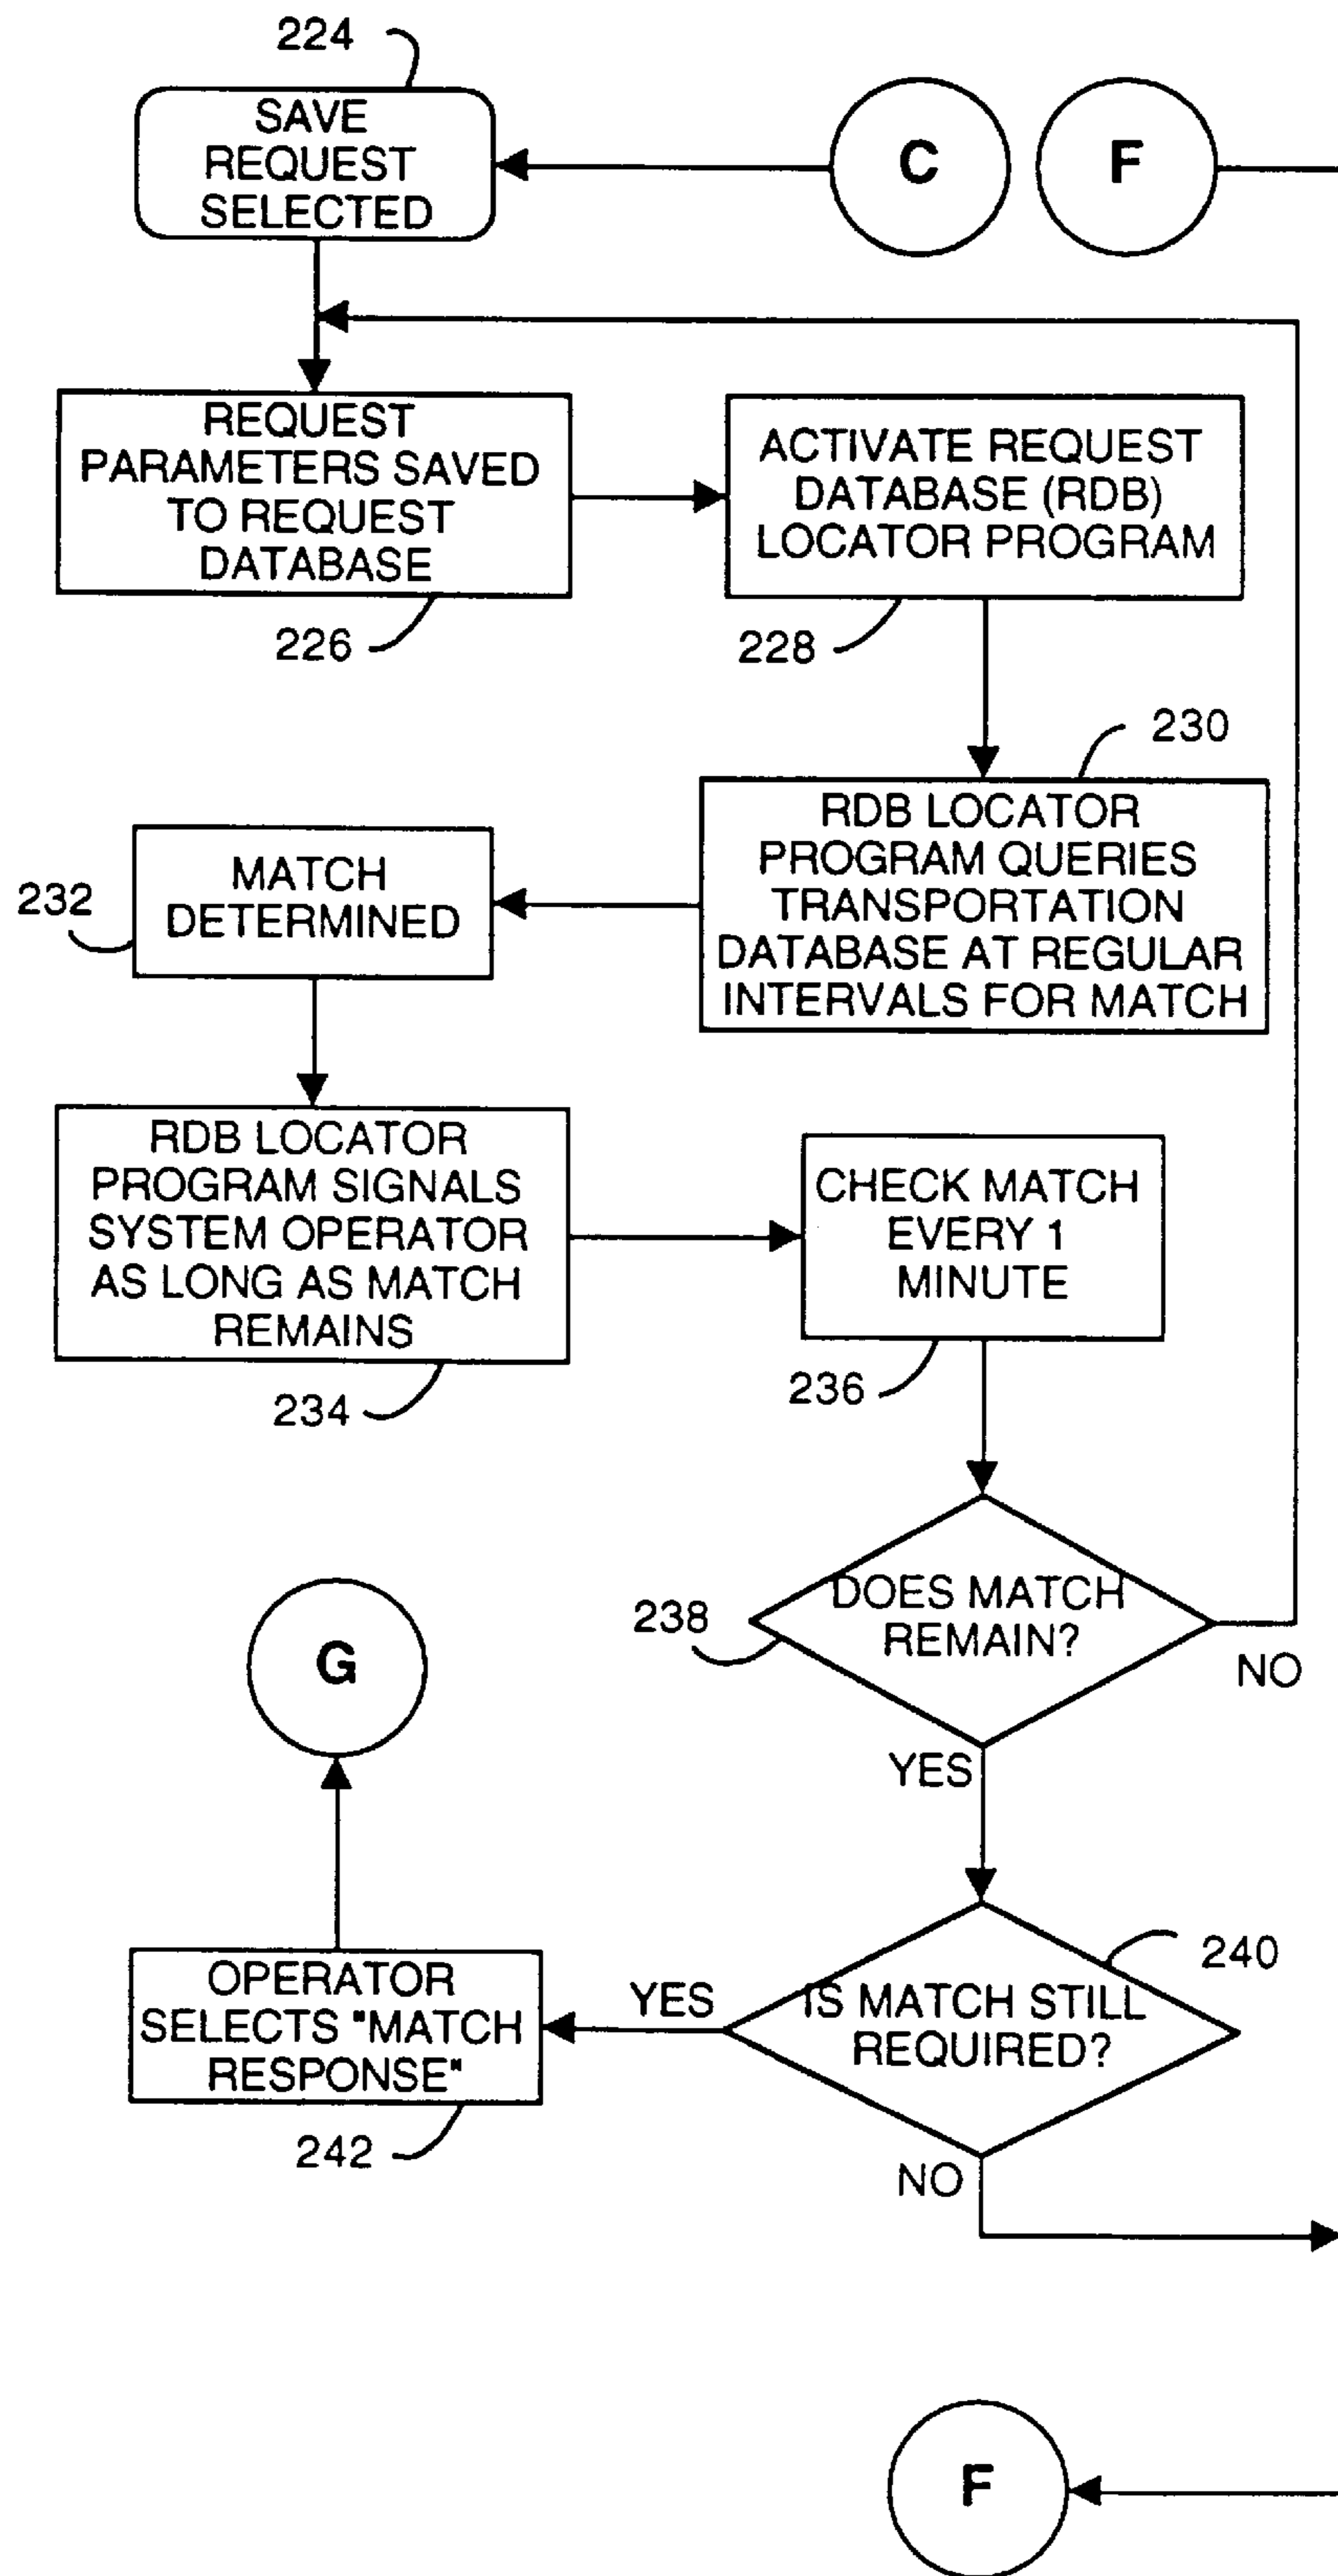 224
SAVE
REQUEST
SELECTED
C
F
REQUEST
PARAMETERS SAVED
TO REQUEST
DATABASE
226
ACTIVATE REQUEST
DATABASE (RDB)
LOCATOR PROGRAM
228
230
RDB LOCATOR
PROGRAM QUERIES
TRANSPORTATION
DATABASE AT REGULAR
INTERVALS FOR MATCH
232
MATCH
DETERMINED
RDB LOCATOR
PROGRAM SIGNALS
SYSTEM OPERATOR
AS LONG AS MATCH
REMAINS
234
CHECK MATCH
EVERY 1
MINUTE
236
238
DOES MATCH
REMAIN?
NO
YES
G
240
IS MATCH STILL
REQUIRED?
YES
NO
OPERATOR
SELECTS "MATCH
RESPONSE"
242
F